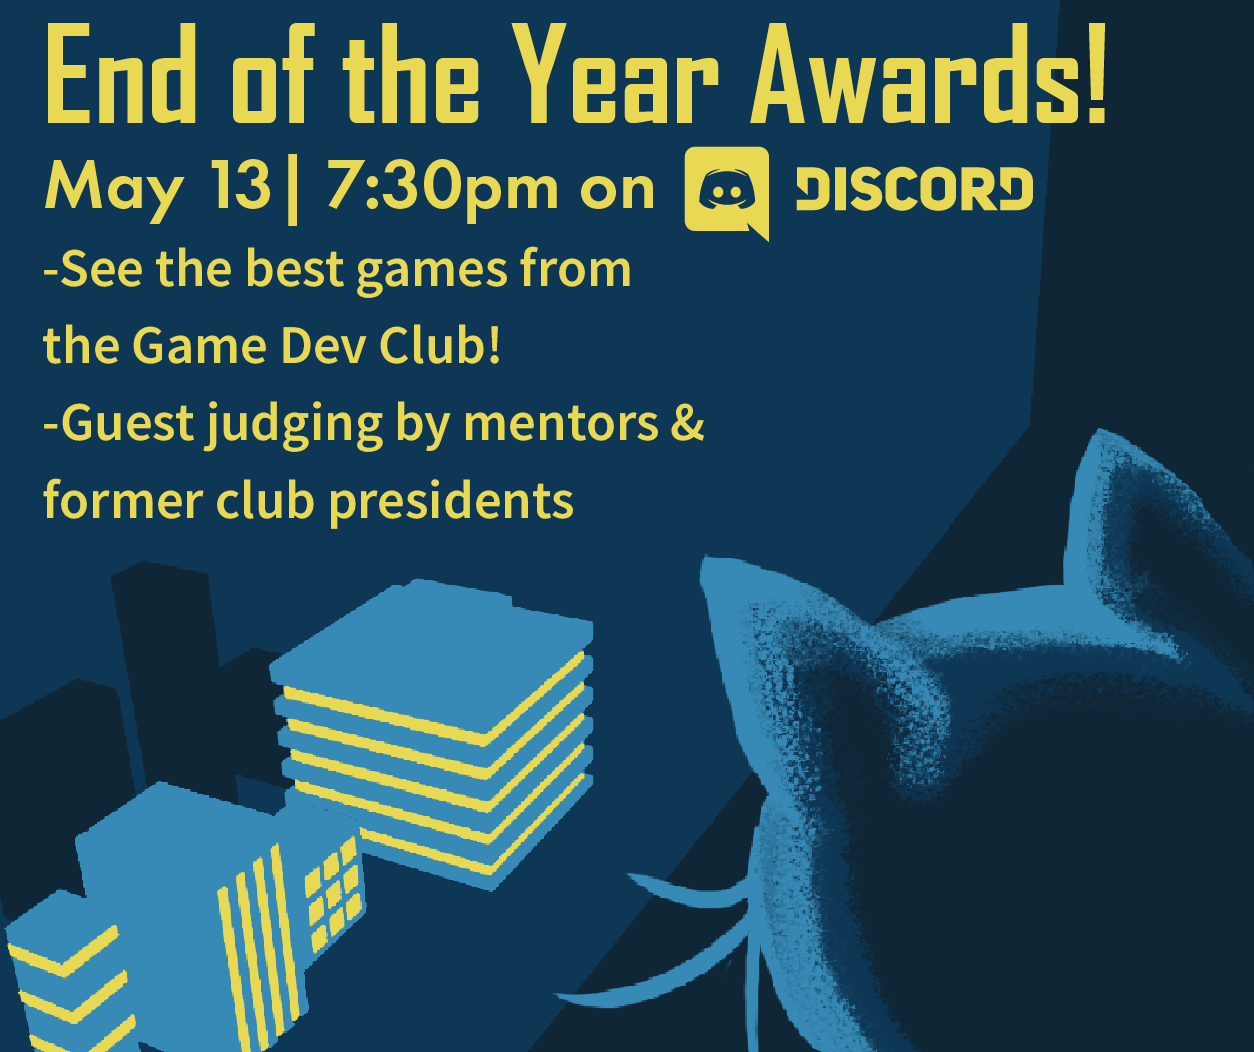 End of the Year Awards!
May 13| 7:30pm on DISCORD
-See the best games from
the Game Dev Club!
-Guest judging by mentors &
former club presidents